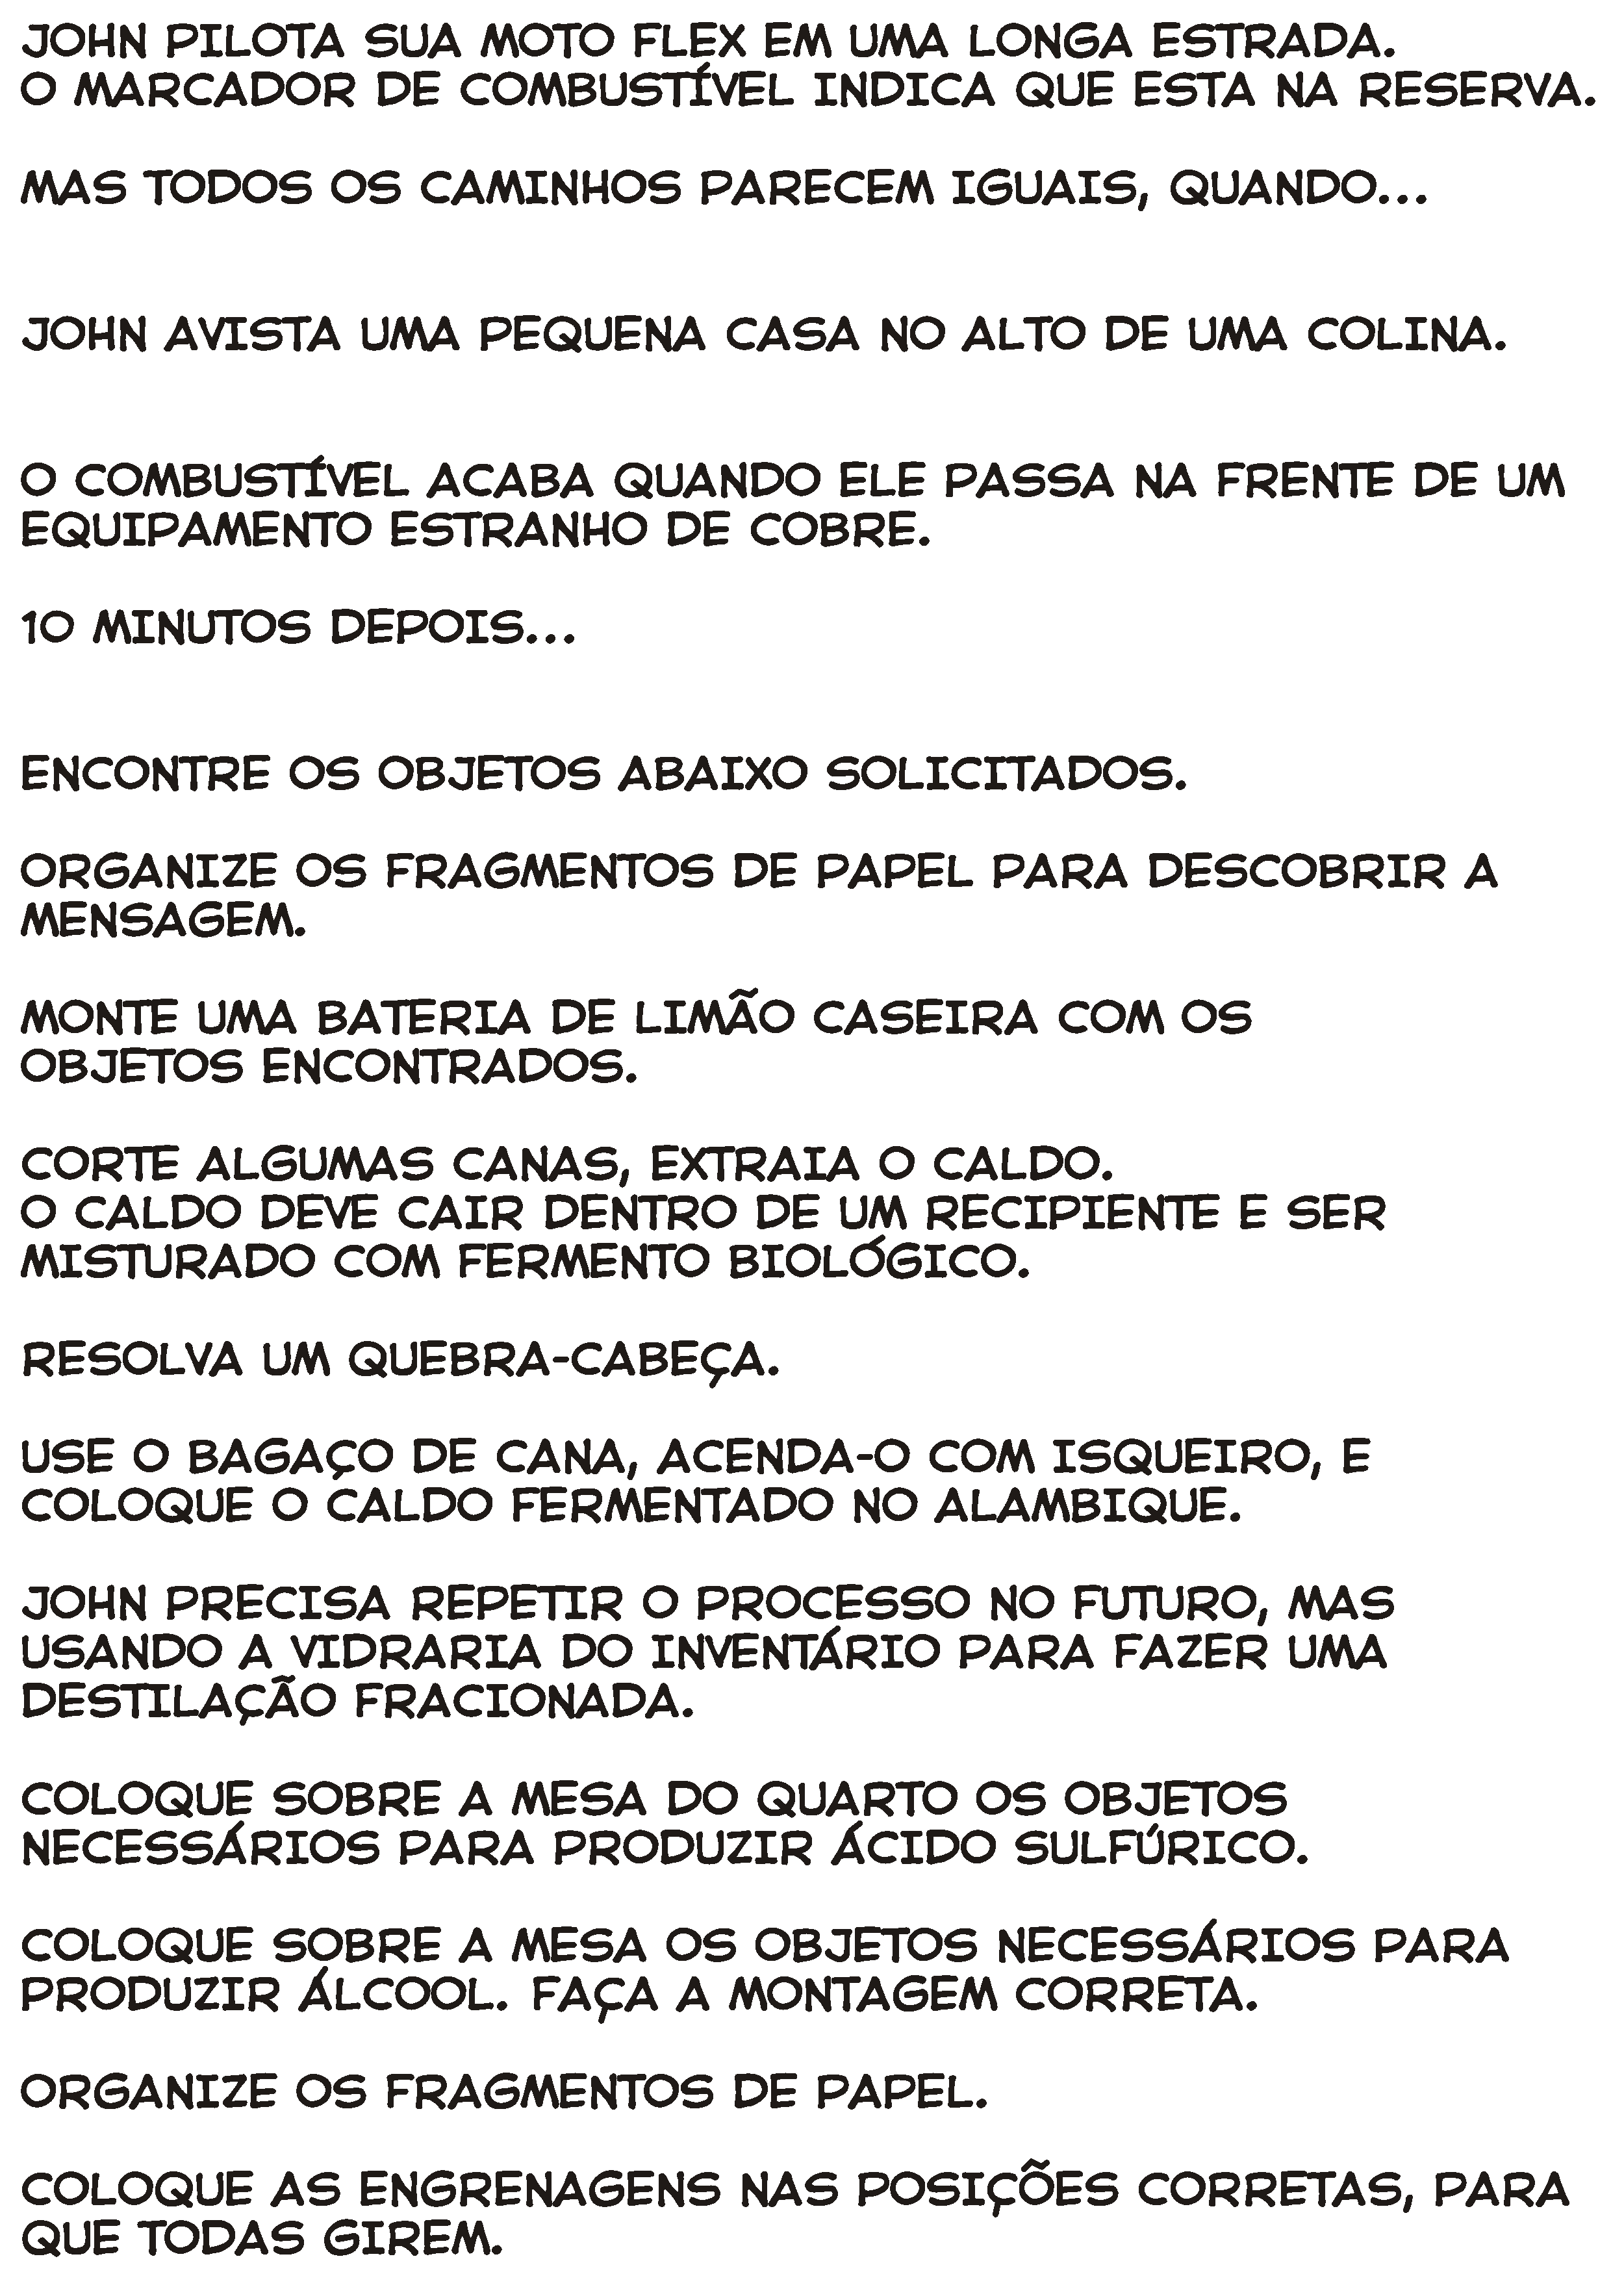 JOHN PILOTA SUA MOTO FLEX EM UMA LONGA ESTRADA.
O MARCADOR DE COMBUSTÍVEL INDICA QUE ESTA NA RESERVA.
MAS TODOS OS CAMINHOS PARECEM IGUAIS, QUANDO...
JOHN AVISTA UMA PEQUENA CASA NO ALTO DE UMA COLINA.
O COMBUSTÍVEL ACABA QUANDO ELE PASSA NA FRENTE DE UM
EQUIPAMENTO ESTRANHO DE COBRE.
10 MINUTOS DEPOIS...
ENCONTRE OS OBJETOS ABAIXO SOLICITADOS.
ORGANIZE OS FRAGMENTOS DE PAPEL PARA DESCOBRIR A
MENSAGEM.
MONTE UMA BATERIA DE LIMÃO CASEIRA COM OS
OBJETOS ENCONTRADOS.
CORTE ALGUMAS CANAS, EXTRAIA O CALDO.
O CALDO DEVE CAIR DENTRO DE UM RECIPIENTE E SER
MISTURADO COM FERMENTO BIOLÓGICO.
RESOLVA UM QUEBRA-CABEÇA.
USE O BAGAÇO DE CANA, ACENDA-O COM ISQUEIRO, E
COLOQUE O CALDO FERMENTADO NO ALAMBIQUE.
JOHN PRECISA REPETIR O PROCESSO NO FUTURO, MAS
USANDO A VIDRARIA DO INVENTÁRIO PARA FAZER UMA
DESTILAÇÃO FRACIONADA.
COLOQUE SOBRE A MESA DO QUARTO OS OBJETOS
NECESSÁRIOS PARA PRODUZIR ÁCIDO SULFÚRICO.
COLOQUE SOBRE A MESA OS OBJETOS NECESSÁRIOS PARA
PRODUZIR ÁLCOOL. FAÇA A MONTAGEM CORRETA.
ORGANIZE OS FRAGMENTOS DE PAPEL.
COLOQUE AS ENGRENAGENS NAS POSIÇÕES CORRETAS, PARA
QUE TODAS GIREM.